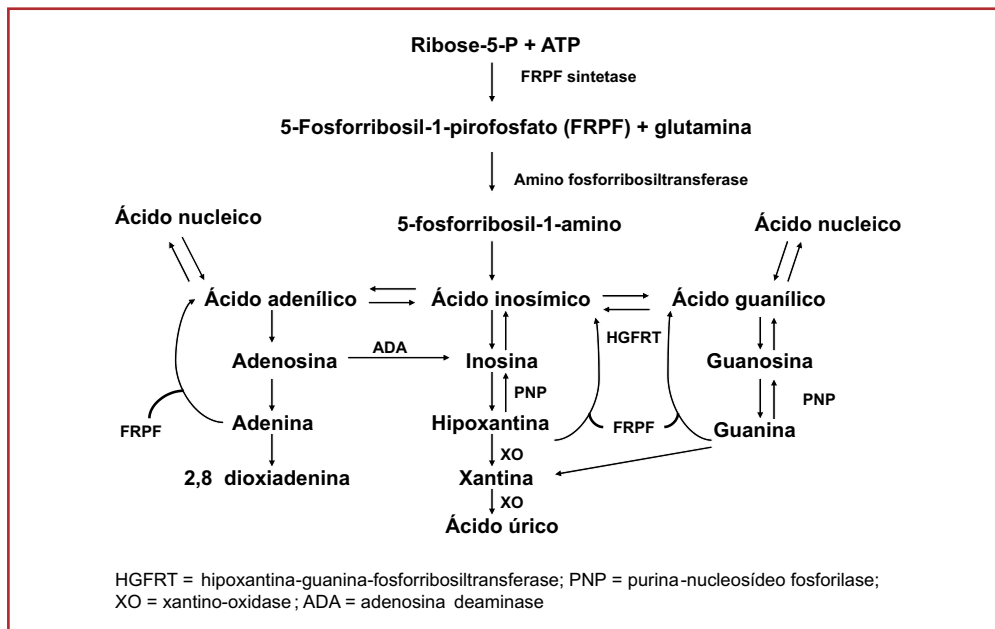 Ribose-5-P + ATP
FRPF sintetase
5-Fosforribosil-1-pirofosfato (FRPF) + glutamina
Amino fosforribosiltransferase
Ácido nucleico
5-fosforribosil-1-amino
Ácido nucleico
Ácido adenílico
Ácido inosímico
Ácido guanílico
HGFRT
ADA
Adenosina
Inosina
Guanosina
PNP
PNP
FRPF
Adenina
Hipoxantina
FRPF
Guanina
XO
2,8 dioxiadenina
Xantina
XO
Ácido úrico
HGFRT = hipoxantina-guanina-fosforribosiltransferase; PNP = purina-nucleosídeo fosforilase;
XO = xantino-oxidase; ADA = adenosina deaminase